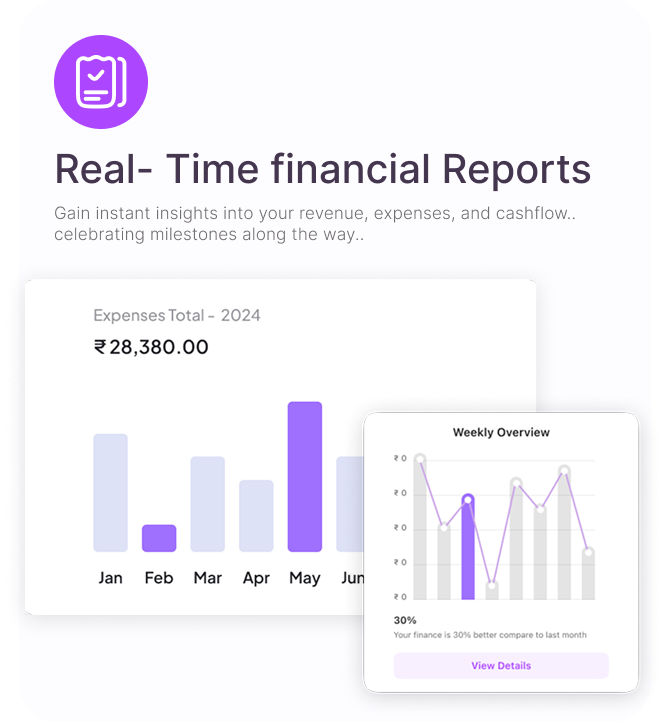 Real- Time financial Reports
Gain instant insights into your revenue, expenses, and cashflow..
celebrating milestones along the way..
Expenses Total - 2024
₹ 28,380.00
Jan Feb Mar Apr May Jun
Weekly Overview
₹ 0
₹ 0
₹ 0
₹ 0
₹ 0
30%
Your finance is 30% better compare to last month
View Details